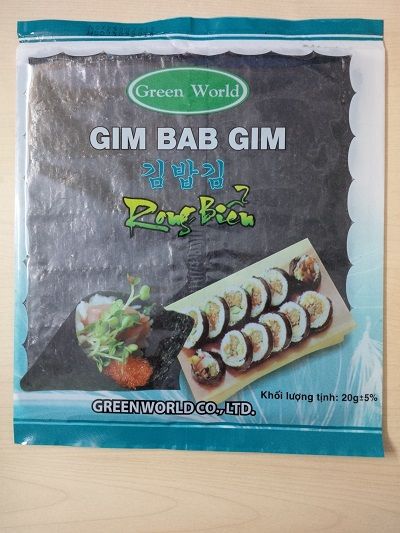 Green World
GIM BAB GIM
김밥김
Rong Biển
Khối lượng tịnh: 20g±5%
GREENWORLD CO., LTD.